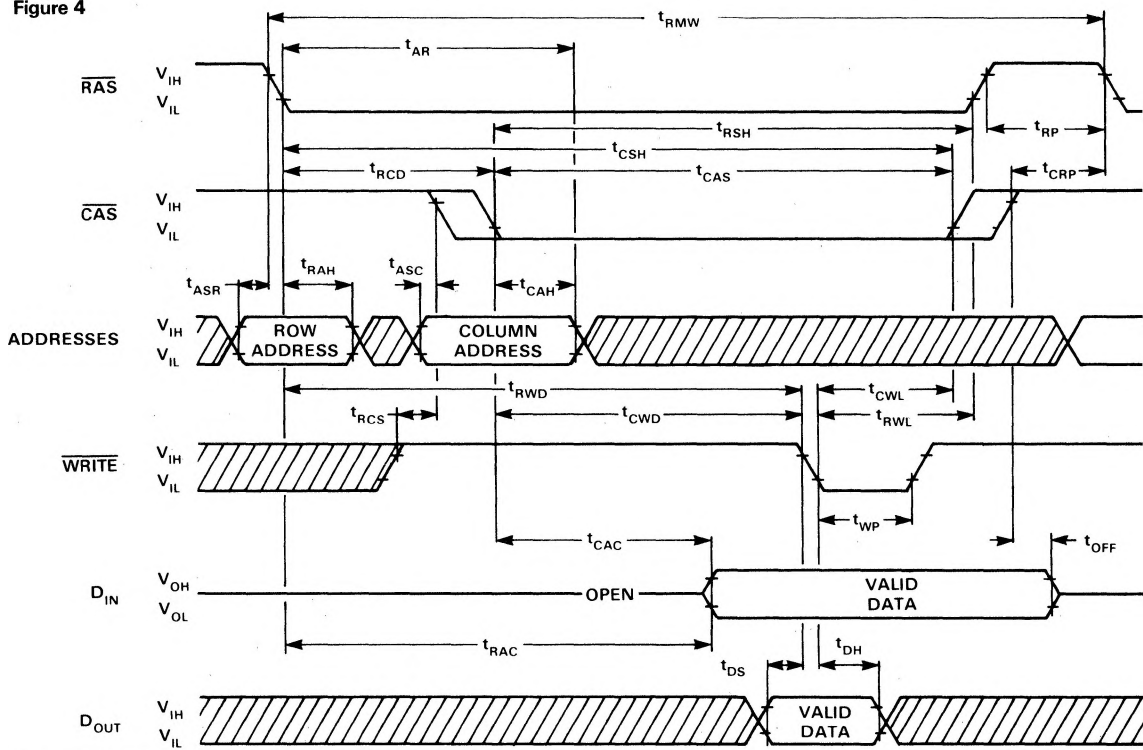 Figure 4
tRMW
tAR
RAS VIH
VIL
tRSH
tRP
tCSH
tRCD
tCAS
tCRP
CAS VIH
VIL
tASR
tRAH
tASC
tCAH
ADDRESSES VIH
VIL
ROW
ADDRESS
COLUMN
ADDRESS
tRWD
tCWL
tRCS
tCWD
tRWL
WRITE VIH
VIL
tWP
tCAC
tOFF
DIN VOH
VOL
OPEN
VALID
DATA
tRAC
tDS
tDH
DOUT VIH
VIL
VALID
DATA